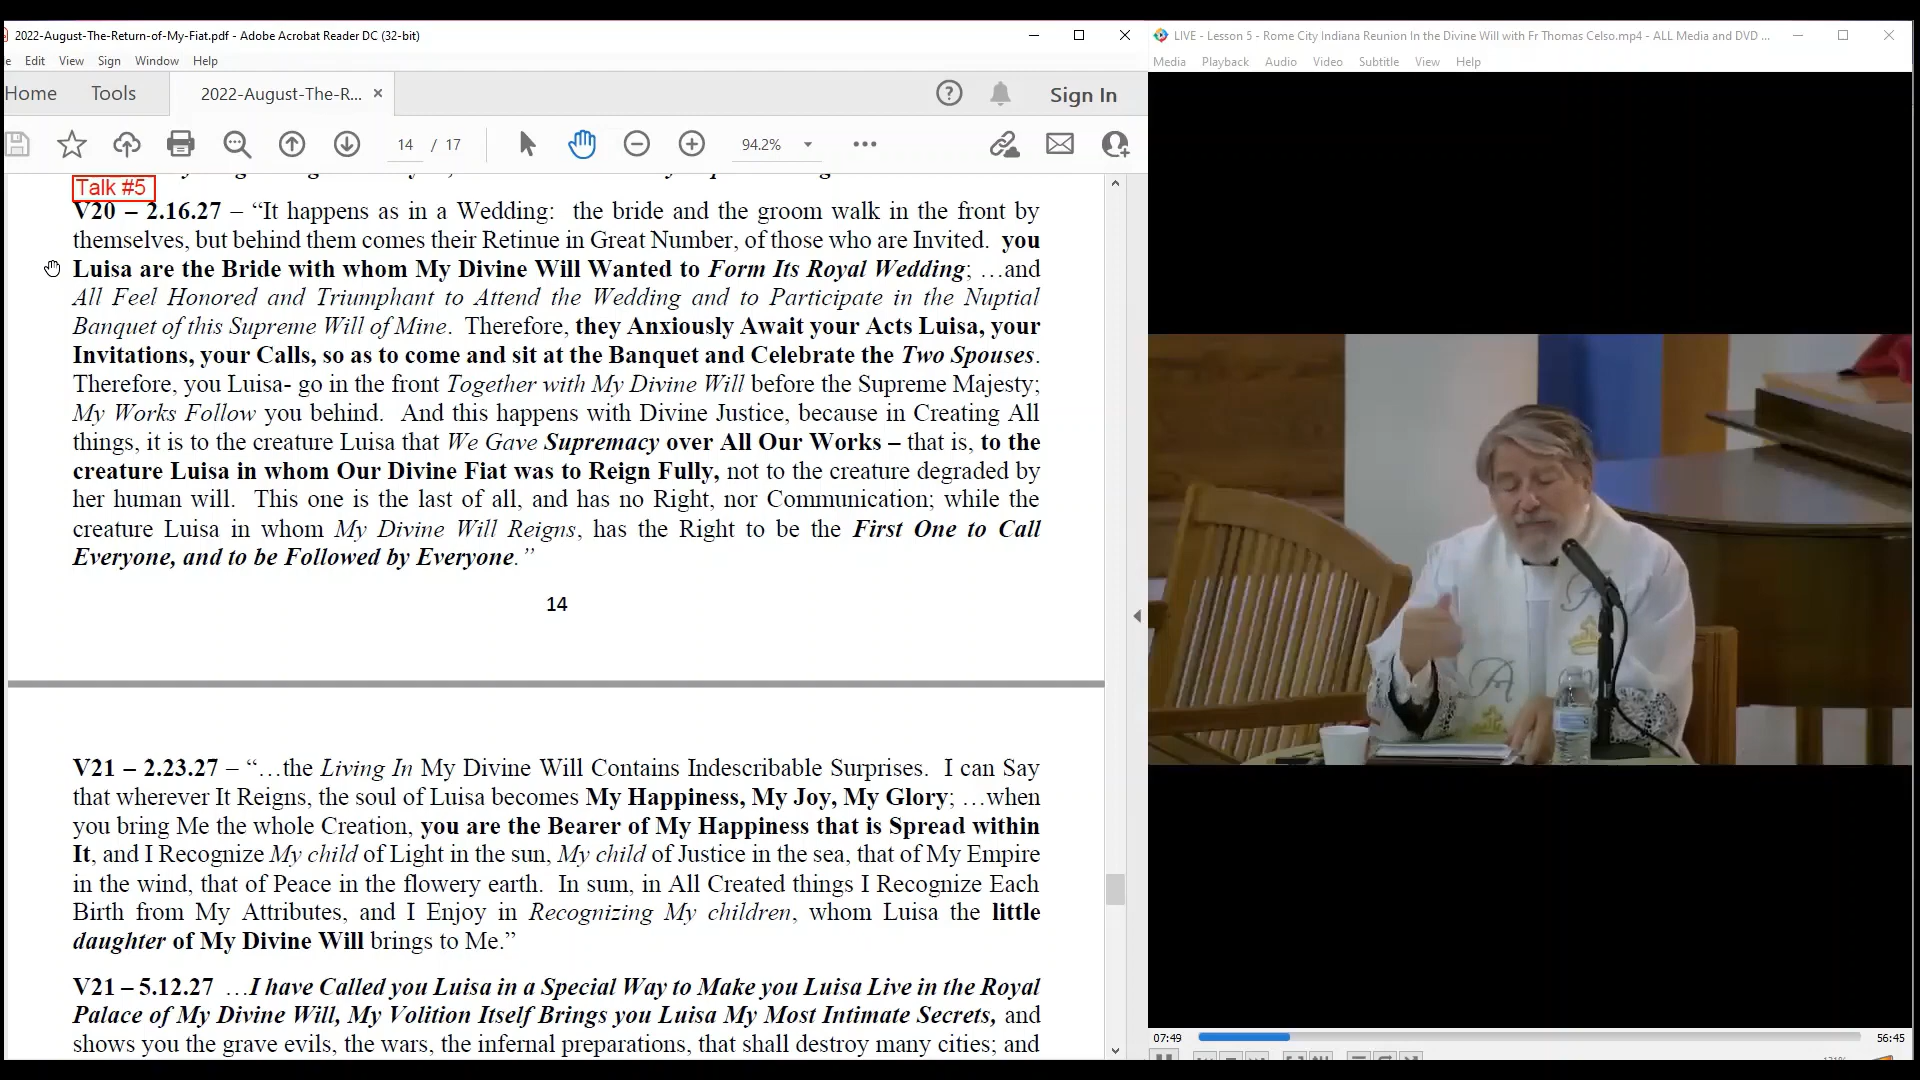 2022-August-The-Return-of-My-Fiat.pdf - Adobe Acrobat Reader DC (32-bit)
Edit View Sign Window Help
Home Tools 2022-August-The-R... × Sign In
14 / 17 94.2%
Talk #5
V20 – 2.16.27 – “It happens as in a Wedding: the bride and the groom walk in the front by
themselves, but behind them comes their Retinue in Great Number, of those who are Invited. you
Luisa are the Bride with whom My Divine Will Wanted to Form Its Royal Wedding; …and
All Feel Honored and Triumphant to Attend the Wedding and to Participate in the Nuptial
Banquet of this Supreme Will of Mine. Therefore, they Anxiously Await your Acts Luisa, your
Invitations, your Calls, so as to come and sit at the Banquet and Celebrate the Two Spouses.
Therefore, you Luisa- go in the front Together with My Divine Will before the Supreme Majesty;
My Works Follow you behind. And this happens with Divine Justice, because in Creating All
things, it is to the creature Luisa that We Gave Supremacy over All Our Works – that is, to the
creature Luisa in whom Our Divine Fiat was to Reign Fully, not to the creature degraded by
her human will. This one is the last of all, and has no Right, nor Communication; while the
creature Luisa in whom My Divine Will Reigns, has the Right to be the First One to Call
Everyone, and to be Followed by Everyone.”
14
V21 – 2.23.27 – “…the Living In My Divine Will Contains Indescribable Surprises. I can Say
that wherever It Reigns, the soul of Luisa becomes My Happiness, My Joy, My Glory; …when
you bring Me the whole Creation, you are the Bearer of My Happiness that is Spread within
It, and I Recognize My child of Light in the sun, My child of Justice in the sea, that of My Empire
in the wind, that of Peace in the flowery earth. In sum, in All Created things I Recognize Each
Birth from My Attributes, and I Enjoy in Recognizing My children, whom Luisa the little
daughter of My Divine Will brings to Me.”
V21 – 5.12.27 …I have Called you Luisa in a Special Way to Make you Luisa Live in the Royal
Palace of My Divine Will, My Volition Itself Brings you Luisa My Most Intimate Secrets, and
shows you the grave evils, the wars, the infernal preparations, that shall destroy many cities; and
LIVE - Lesson 5 - Rome City Indiana Reunion In the Divine Will with Fr Thomas Celso.mp4 - ALL Media and DVD ...
Media Playback Audio Video Subtitle View Help
A
07:49 56:45